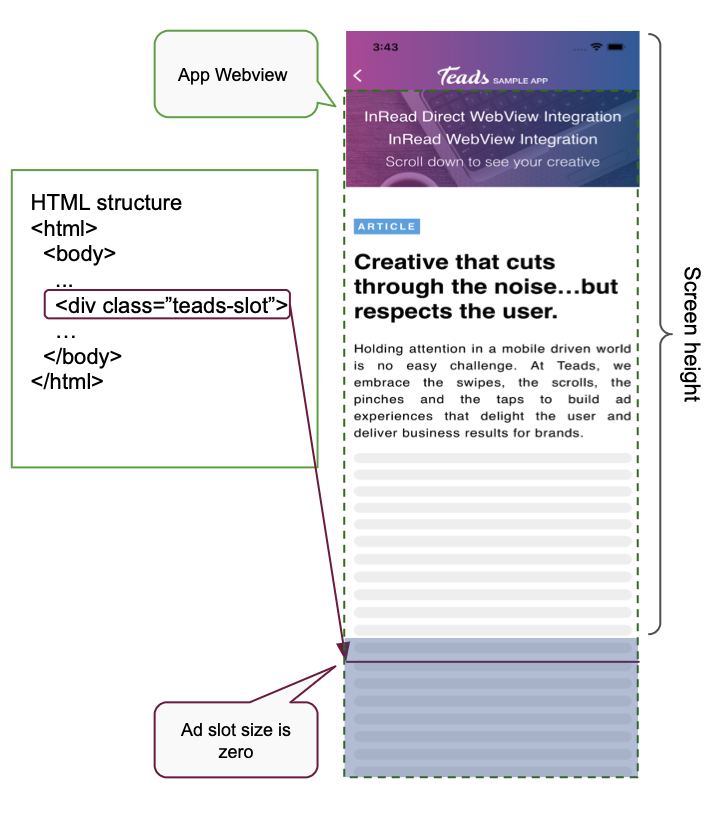 App Webview
HTML structure
<html>
<body>
...
<div class=”teads-slot”>
…
</body>
</html>
Ad slot size is
zero
3:43
Teads SAMPLE APP
InRead Direct WebView Integration
InRead WebView Integration
Scroll down to see your creative
ARTICLE
Creative that cuts
through the noise...but
respects the user.
Holding attention in a mobile driven world
is no easy challenge. At Teads, we
embrace the swipes, the scrolls, the
pinches and the taps to build ad
experiences that delight the user and
deliver business results for brands.
Screen height